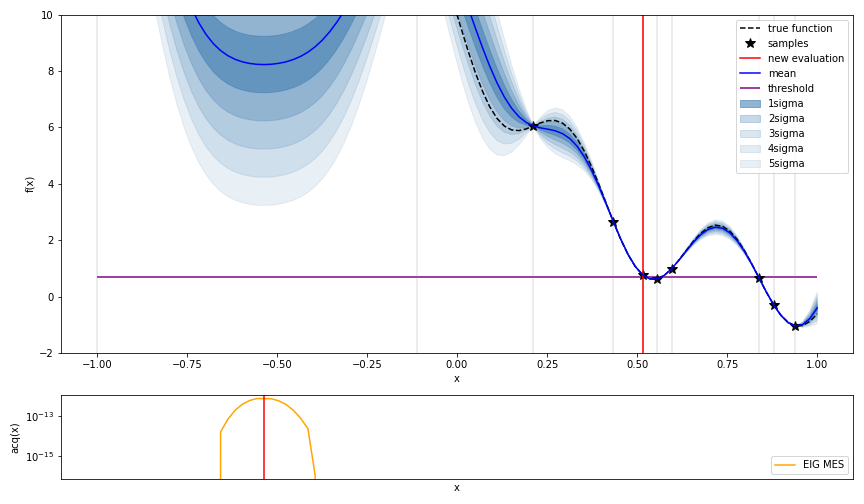 10
8
6
4
2
0
−2
f(x)
true function
samples
new evaluation
mean
threshold
1sigma
2sigma
3sigma
4sigma
5sigma
−1.00 −0.75 −0.50 −0.25 0.00 0.25 0.50 0.75 1.00
x
10⁻¹³
10⁻¹⁵
acq(x)
EIG MES
x